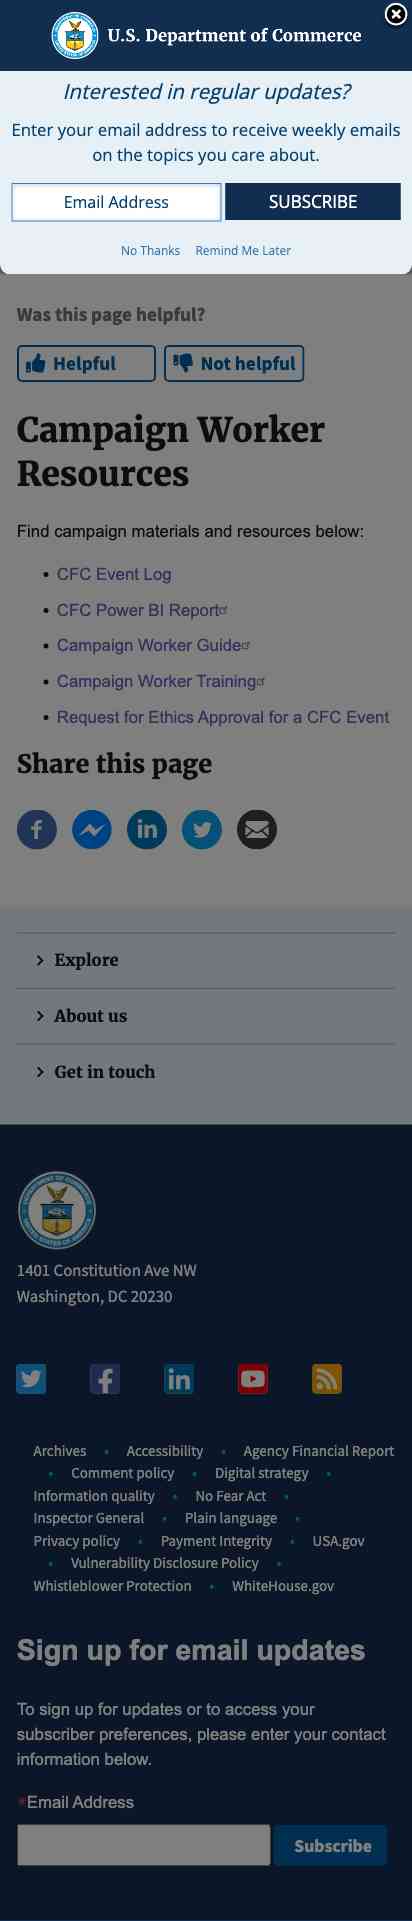 U.S. Department of Commerce
Interested in regular updates?
Enter your email address to receive weekly emails
on the topics you care about.
Email Address
SUBSCRIBE
No Thanks Remind Me Later
Was this page helpful?
Helpful
Not helpful
Campaign Worker
Resources
Find campaign materials and resources below:
• CFC Event Log
• CFC Power BI Report
• Campaign Worker Guide
• Campaign Worker Training
• Request for Ethics Approval for a CFC Event
Share this page
Explore
About us
Get in touch
1401 Constitution Ave NW
Washington, DC 20230
Archives • Accessibility • Agency Financial Report
• Comment policy • Digital strategy •
Information quality • No Fear Act •
Inspector General • Plain language •
Privacy policy • Payment Integrity • USA.gov
• Vulnerability Disclosure Policy •
Whistleblower Protection • WhiteHouse.gov
Sign up for email updates
To sign up for updates or to access your
subscriber preferences, please enter your contact
information below.
*Email Address
Subscribe